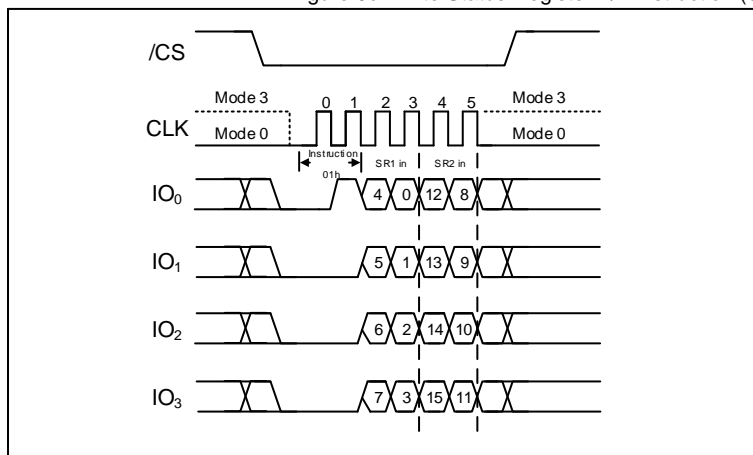 /CS
0 1 2 3 4 5
Mode 3 Mode 3
CLK Mode 0 Mode 0
Instruction SR1 in SR2 in
01h
IO₀ 4 0 12 8
IO₁ 5 1 13 9
IO₂ 6 2 14 10
IO₃ 7 3 15 11